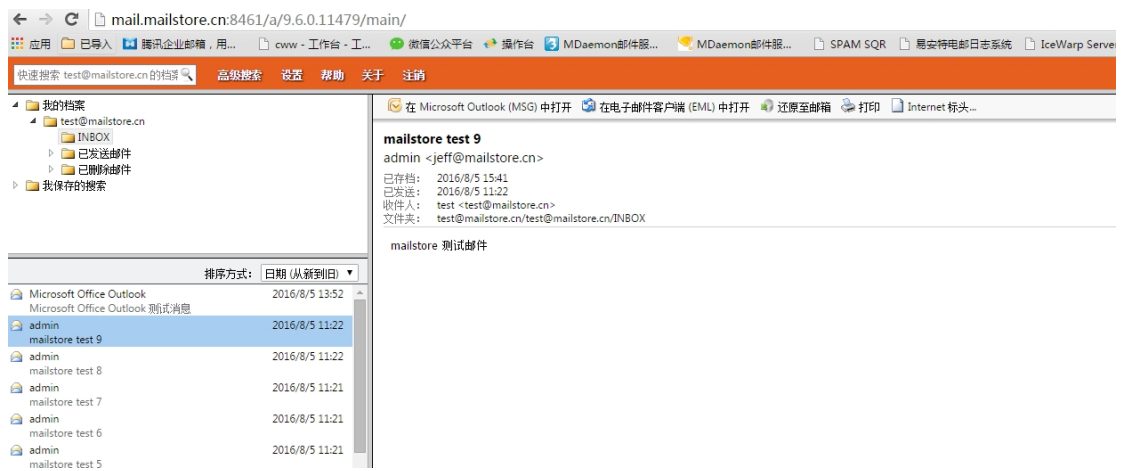 mail.mailstore.cn:8461/a/9.6.0.11479/main/
应用 已导入 腾讯企业邮箱，用... cww - 工作台 - 工... 微信公众平台 操作台 MDaemon邮件服... MDaemon邮件服... SPAM SQR 易安特电邮日志系统 IceWarp Server
快速搜索 test@mailstore.cn 的档案 高级搜索 设置 帮助 关于 注销
我的档案
test@mailstore.cn
INBOX
已发送邮件
已删除邮件
我保存的搜索
排序方式： 日期 (从新到旧)
Microsoft Office Outlook 2016/8/5 13:52
Microsoft Office Outlook 测试消息
admin 2016/8/5 11:22
mailstore test 9
admin 2016/8/5 11:22
mailstore test 8
admin 2016/8/5 11:21
mailstore test 7
admin 2016/8/5 11:21
mailstore test 6
admin 2016/8/5 11:21
mailstore test 5
在 Microsoft Outlook (MSG) 中打开 在电子邮件客户端 (EML) 中打开 还原至邮箱 打印 Internet 标头...
mailstore test 9
admin <jeff@mailstore.cn>
已存档： 2016/8/5 15:41
已发送： 2016/8/5 11:22
收件人： test <test@mailstore.cn>
文件夹： test@mailstore.cn/test@mailstore.cn/INBOX
mailstore 测试邮件